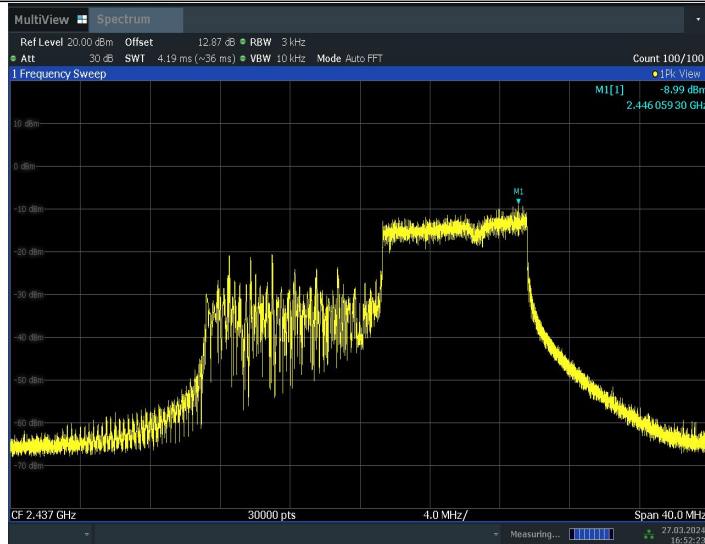 MultiView Spectrum
Ref Level 20.00 dBm Offset 12.87 dB RBW 3 kHz
Att 30 dB SWT 4.19 ms (~36 ms) VBW 10 kHz Mode Auto FFT Count 100/100
1 Frequency Sweep 1Pk View
M1[1] -8.99 dBm
2.446 059 30 GHz
10 dBm
0 dBm
M1
-10 dBm
-20 dBm
-30 dBm
-40 dBm
-50 dBm
-60 dBm
-70 dBm
CF 2.437 GHz 30000 pts 4.0 MHz/ Span 40.0 MHz
Measuring... 27.03.2024
16:52:23